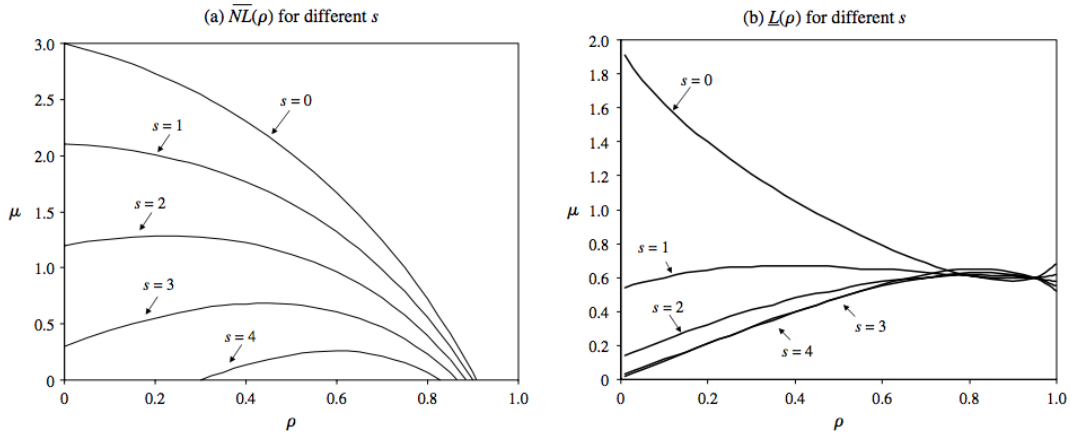 (a) $\overline{NL}(\rho)$ for different s
3.0
2.5
2.0
1.5
1.0
0.5
0
μ
s = 0
s = 1
s = 2
s = 3
s = 4
0 0.2 0.4 0.6 0.8 1.0
ρ
(b) $\underline{L}(\rho)$ for different s
2.0
1.8
1.6
1.4
1.2
1.0
0.8
0.6
0.4
0.2
0
μ
s = 0
s = 1
s = 2
s = 3
s = 4
0 0.2 0.4 0.6 0.8 1.0
ρ